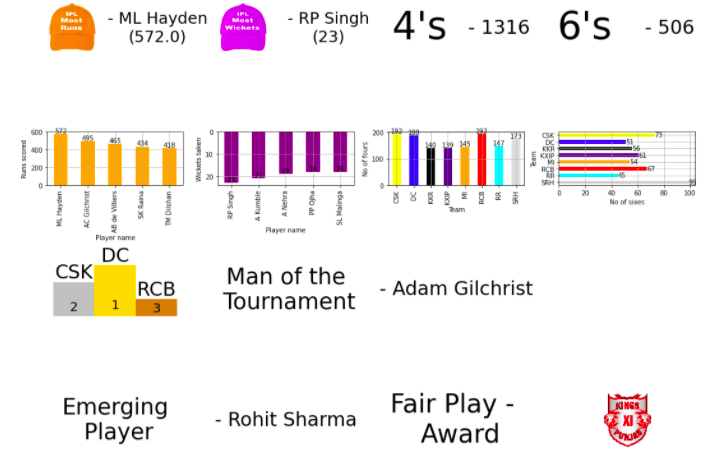 IPL
Most
Runs
- ML Hayden
(572.0)
IPL
Most
Wickets
- RP Singh
(23)
4's
- 1316
6's
- 506
600
400
200
0
Runs scored
572
495
465
434
418
ML Hayden
AC Gilchrist
AB de Villiers
SK Raina
TM Dilshan
Player name
0
10
20
Wickets taken
23
21
19
18
18
RP Singh
A Kumble
A Nehra
PP Ojha
SL Malinga
Player name
200
100
0
No of fours
192
140
139
145
192
147
173
CSK
DC
KKR
KXIP
MI
RCB
RR
SRH
Team
Team
CSK
DC
KKR
KXIP
MI
RCB
RR
SRH
73
51
56
61
54
67
45
99
0
20
40
60
80
100
No of sixes
DC
CSK
RCB
2
1
3
Man of the
Tournament
- Adam Gilchrist
Emerging
Player
- Rohit Sharma
Fair Play -
Award
KINGS
XI
PUNJAB